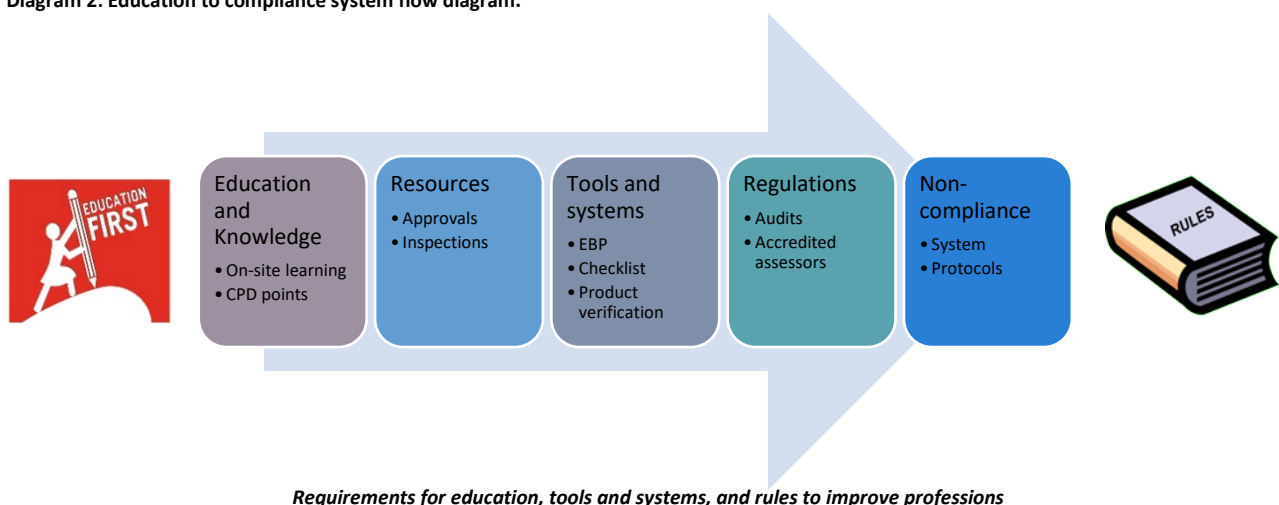 Diagram 2. Education to compliance system flow diagram.
EDUCATION
FIRST
Education
and
Knowledge
• On-site learning
• CPD points
Resources
• Approvals
• Inspections
Tools and
systems
• EBP
• Checklist
• Product
verification
Regulations
• Audits
• Accredited
assessors
Non-
compliance
• System
• Protocols
RULES
Requirements for education, tools and systems, and rules to improve professions